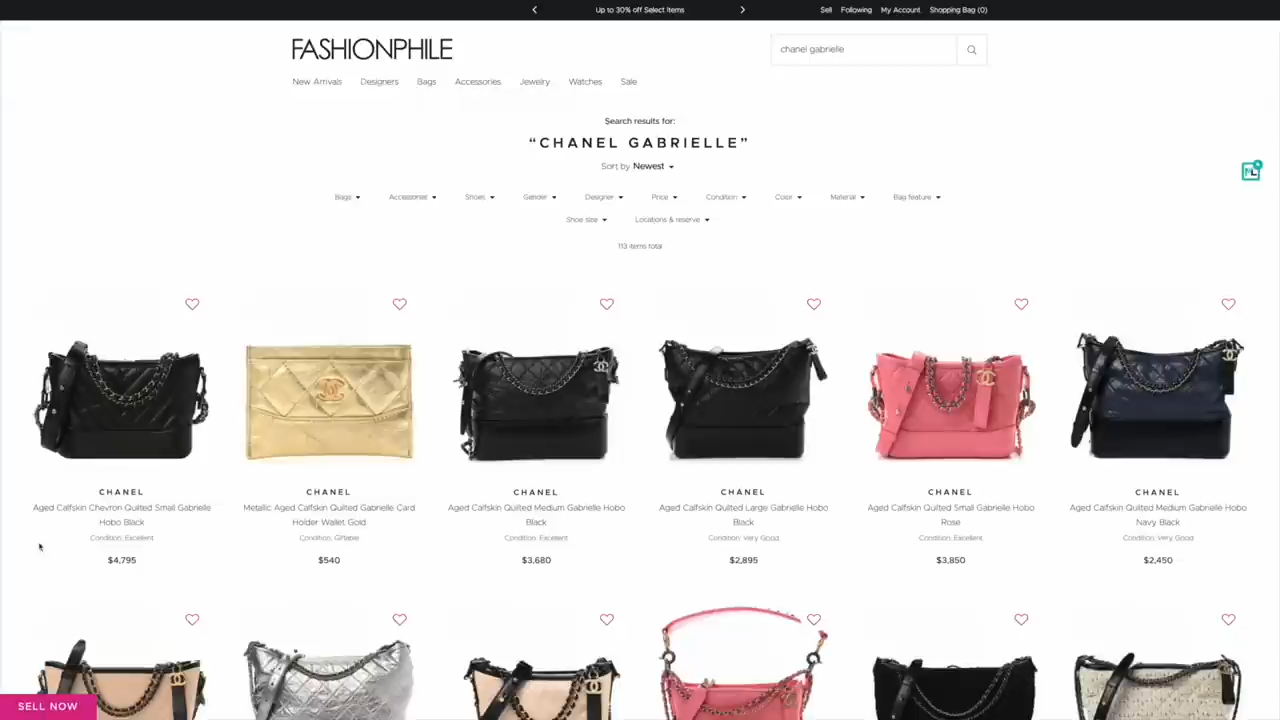 Up to 30% off Select Items
Sell Following My Account Shopping Bag (0)
FASHIONPHILE
chanel gabrielle
New Arrivals Designers Bags Accessories Jewelry Watches Sale
Search results for:
“CHANEL GABRIELLE”
Sort by Newest
Bags Accessories Shoes Gender Designer Price Condition Color Material Bag feature
Shoe size Locations & reserve
113 items total
CHANEL
Aged Calfskin Chevron Quilted Small Gabrielle
Hobo Black
Condition: Excellent
$4,795
CHANEL
Metallic Aged Calfskin Quilted Gabrielle Card
Holder Wallet Gold
Condition: Giftable
$540
CHANEL
Aged Calfskin Quilted Medium Gabrielle Hobo
Black
Condition: Excellent
$3,680
CHANEL
Aged Calfskin Quilted Large Gabrielle Hobo
Black
Condition: Very Good
$2,895
CHANEL
Aged Calfskin Quilted Small Gabrielle Hobo
Rose
Condition: Excellent
$3,850
CHANEL
Aged Calfskin Quilted Medium Gabrielle Hobo
Navy Black
Condition: Very Good
$2,450
SELL NOW